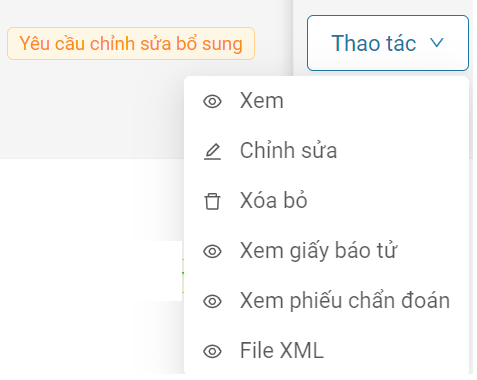 Yêu cầu chỉnh sửa bổ sung
Thao tác
Xem
Chỉnh sửa
Xóa bỏ
Xem giấy báo tử
Xem phiếu chẩn đoán
File XML